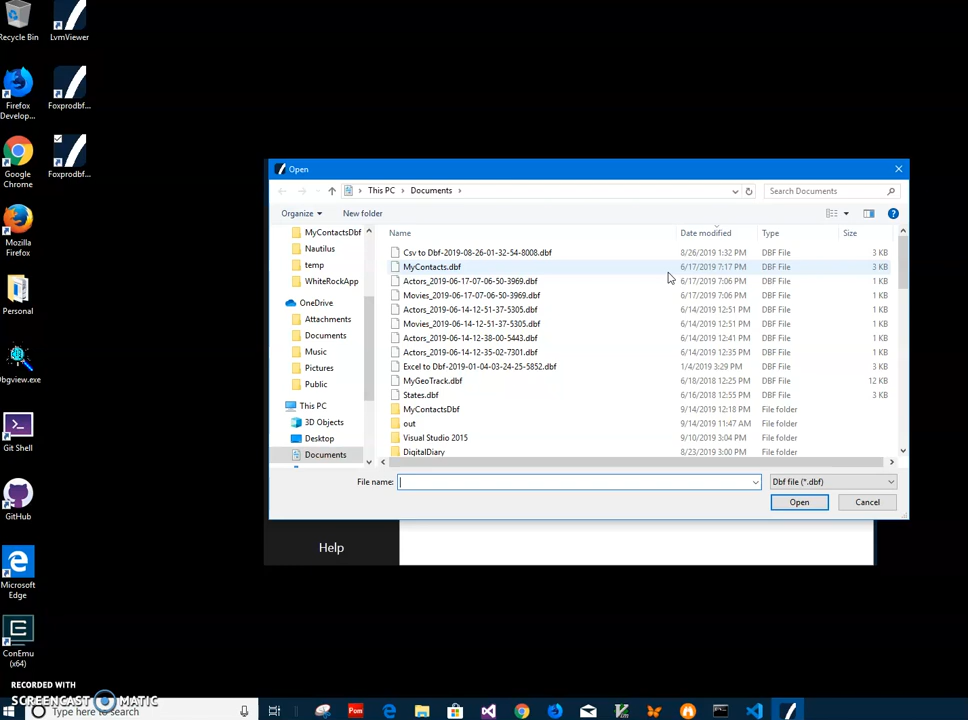 Recycle Bin
LvmViewer
Firefox
Develop...
Foxprodbf...
Google
Chrome
Foxprodbf...
Mozilla
Firefox
Personal
Dbgview.exe
Git Shell
GitHub
Microsoft
Edge
ConEmu
(x64)
Open
This PC > Documents >
Search Documents
Organize
New folder
MyContactsDbf
Nautilus
temp
WhiteRockApp
OneDrive
Attachments
Documents
Music
Pictures
Public
This PC
3D Objects
Desktop
Documents
Name Date modified Type Size
Csv to Dbf-2019-08-26-01-32-54-8008.dbf 8/26/2019 1:32 PM DBF File 3 KB
MyContacts.dbf 6/17/2019 7:17 PM DBF File 3 KB
Actors_2019-06-17-07-06-50-3969.dbf 6/17/2019 7:06 PM DBF File 1 KB
Movies_2019-06-17-07-06-50-3969.dbf 6/17/2019 7:06 PM DBF File 1 KB
Actors_2019-06-14-12-51-37-5305.dbf 6/14/2019 12:51 PM DBF File 1 KB
Movies_2019-06-14-12-51-37-5305.dbf 6/14/2019 12:51 PM DBF File 1 KB
Actors_2019-06-14-12-38-00-5443.dbf 6/14/2019 12:41 PM DBF File 1 KB
Actors_2019-06-14-12-35-02-7301.dbf 6/14/2019 12:35 PM DBF File 1 KB
Excel to Dbf-2019-01-04-03-24-25-5852.dbf 1/4/2019 3:29 PM DBF File 3 KB
MyGeoTrack.dbf 6/18/2018 12:25 PM DBF File 12 KB
States.dbf 6/16/2018 12:55 PM DBF File 3 KB
MyContactsDbf 9/14/2019 12:18 PM File folder
out 9/14/2019 11:47 AM File folder
Visual Studio 2015 9/10/2019 3:04 PM File folder
DigitalDiary 8/23/2019 3:00 PM File folder
File name:
Dbf file (*.dbf)
Open
Cancel
Help
RECORDED WITH
SCREENCAST MATIC
Type here to search
Pom